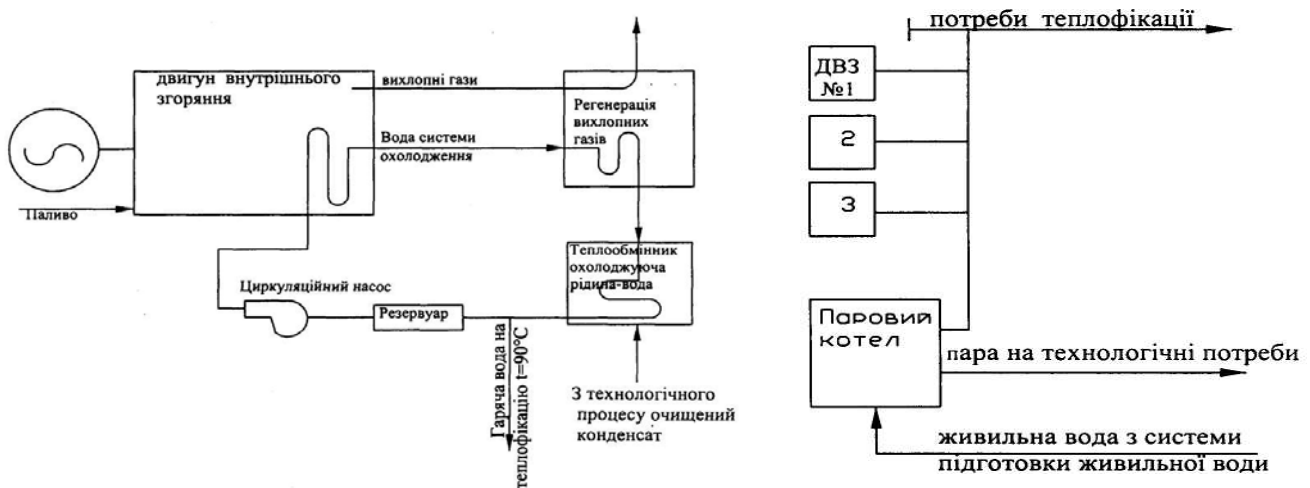 двигун внутрішнього
згоряння
вихлопні гази
Вода системи
охолодження
Регенерація
вихлопних
газів
Паливо
Циркуляційний насос
Резервуар
Теплообмінник
охолоджуюча
рідина-вода
Гаряча вода на
теплофікацію t=90°C
З технологічного
процесу очищений
конденсат
потреби теплофікації
ДВЗ
№1
2
3
Паровий
котел
пара на технологічні потреби
живильна вода з системи
підготовки живильної води